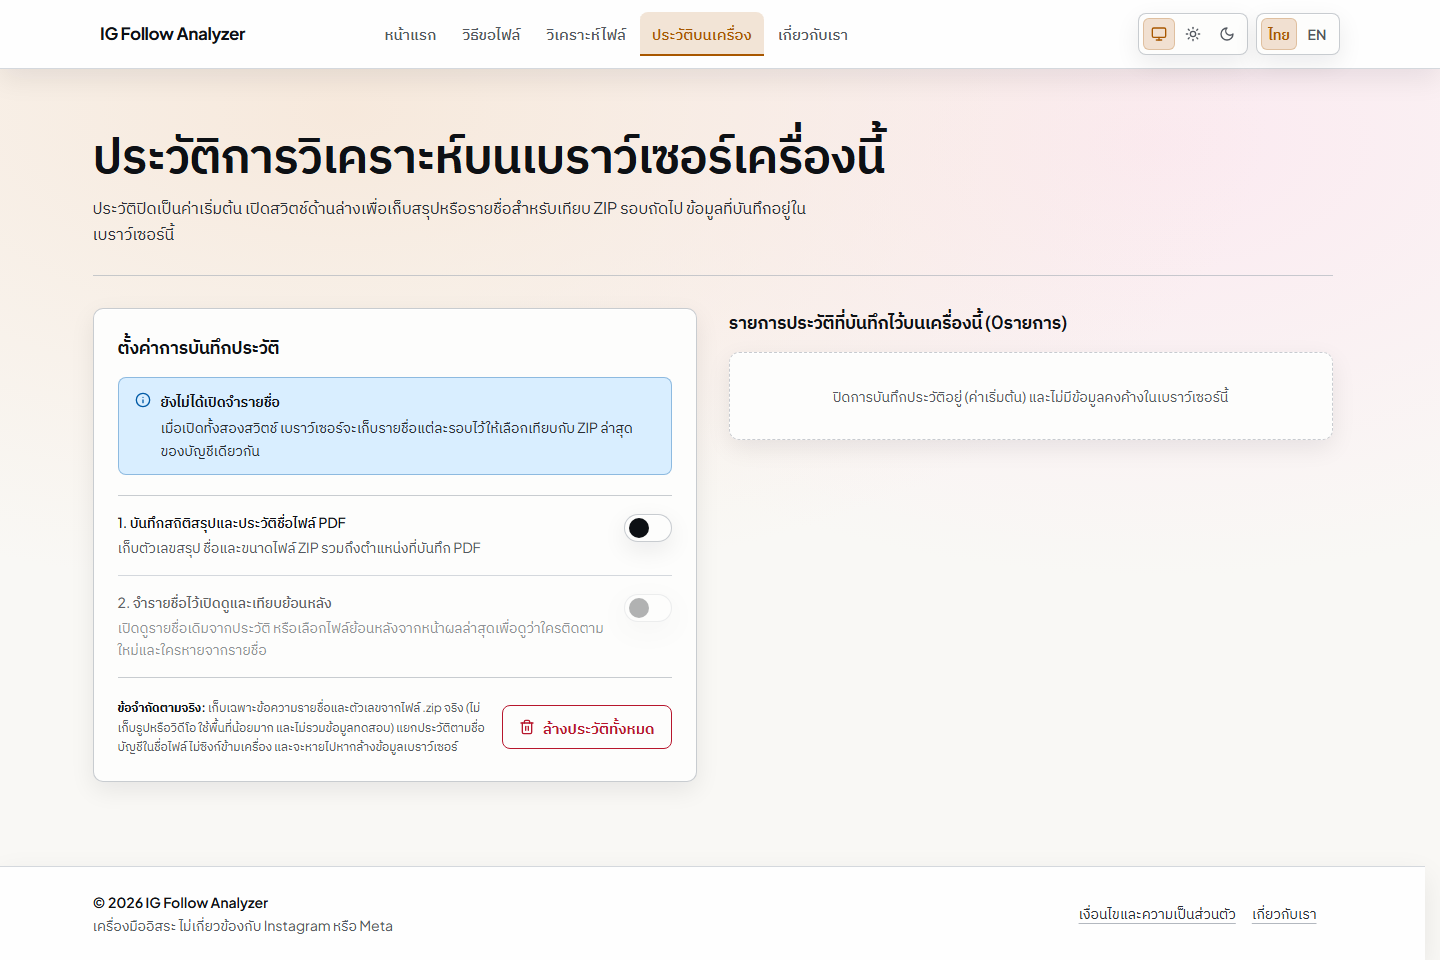 IG Follow Analyzer
หน้าแรก
วิธีขอไฟล์
วิเคราะห์ไฟล์
ประวัติบนเครื่อง
เกี่ยวกับเรา
ไทย
EN
ประวัติการวิเคราะห์บนเบราว์เซอร์เครื่องนี้
ประวัติปิดเป็นค่าเริ่มต้น เปิดสวิตช์ด้านล่างเพื่อเก็บสรุปหรือรายชื่อสำหรับเทียบ ZIP รอบถัดไป ข้อมูลที่บันทึกอยู่ใน
เบราว์เซอร์นี้
ตั้งค่าการบันทึกประวัติ
ยังไม่ได้เปิดจำรายชื่อ
เมื่อเปิดทั้งสองสวิตช์ เบราว์เซอร์จะเก็บรายชื่อแต่ละรอบไว้ให้เลือกเทียบกับ ZIP ล่าสุด
ของบัญชีเดียวกัน
1. บันทึกสถิติสรุปและประวัติชื่อไฟล์ PDF
เก็บตัวเลขสรุป ชื่อและขนาดไฟล์ ZIP รวมถึงตำแหน่งที่บันทึก PDF
2. จำรายชื่อไว้เปิดดูและเทียบย้อนหลัง
เปิดดูรายชื่อเดิมจากประวัติ หรือเลือกไฟล์ย้อนหลังจากหน้าผลล่าสุดเพื่อดูว่าใครติดตาม
ใหม่และใครหายจากรายชื่อ
ข้อจำกัดตามจริง: เก็บเฉพาะข้อความรายชื่อและตัวเลขจากไฟล์ .zip จริง (ไม่
เก็บรูปหรือวิดีโอ ใช้พื้นที่น้อยมาก และไม่รวมข้อมูลทดสอบ) แยกประวัติตามชื่อ
บัญชีในชื่อไฟล์ ไม่ซิงก์ข้ามเครื่อง และจะหายไปหากล้างข้อมูลเบราว์เซอร์
ล้างประวัติทั้งหมด
รายการประวัติที่บันทึกไว้บนเครื่องนี้ (0รายการ)
ปิดการบันทึกประวัติอยู่ (ค่าเริ่มต้น) และไม่มีข้อมูลคงค้างในเบราว์เซอร์นี้
© 2026 IG Follow Analyzer
เครื่องมืออิสระ ไม่เกี่ยวข้องกับ Instagram หรือ Meta
เงื่อนไขและความเป็นส่วนตัว
เกี่ยวกับเรา